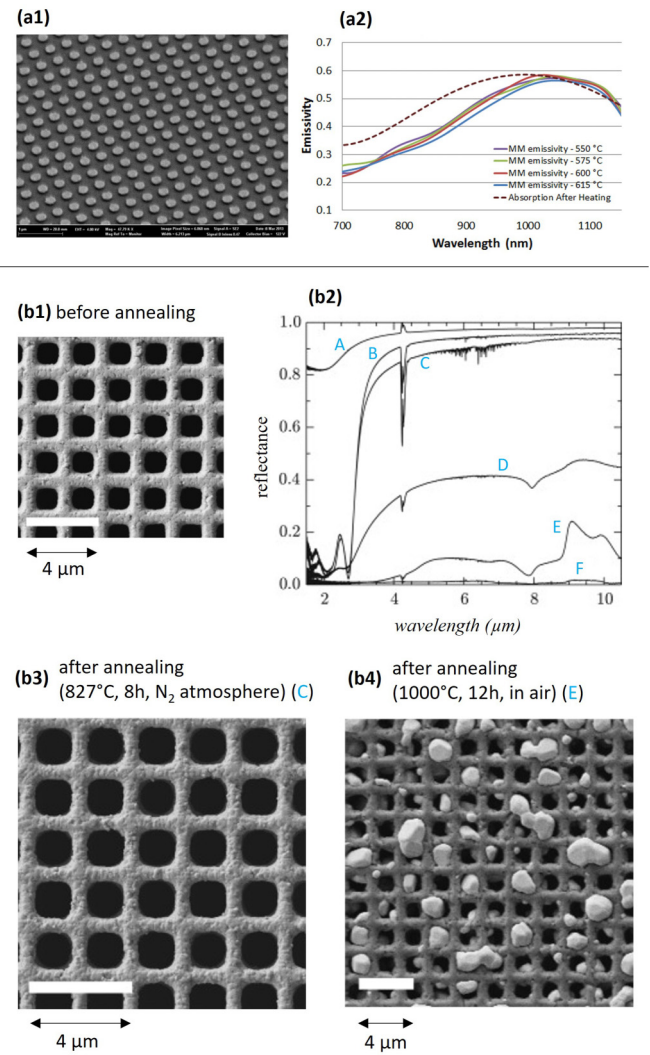 (a1)
(a2)
Emissivity
0.7
0.6
0.5
0.4
0.3
0.2
0.1
MM emissivity - 550 °C
MM emissivity - 575 °C
MM emissivity - 600 °C
MM emissivity - 615 °C
Absorption After Heating
700 800 900 1000 1100
Wavelength (nm)
(b1) before annealing
4 µm
(b2)
reflectance
1.0
0.8
0.6
0.4
0.2
0.0
A
B
C
D
E
F
2 4 6 8 10
wavelength (µm)
(b3) after annealing
(827°C, 8h, N2 atmosphere) (C)
4 µm
(b4) after annealing
(1000°C, 12h, in air) (E)
4 µm